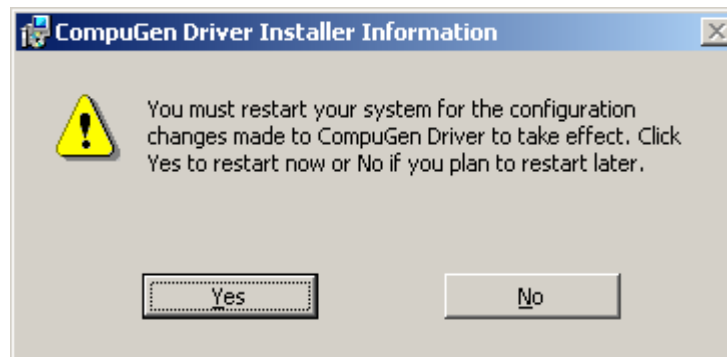 CompuGen Driver Installer Information
You must restart your system for the configuration
changes made to CompuGen Driver to take effect. Click
Yes to restart now or No if you plan to restart later.
Yes
No